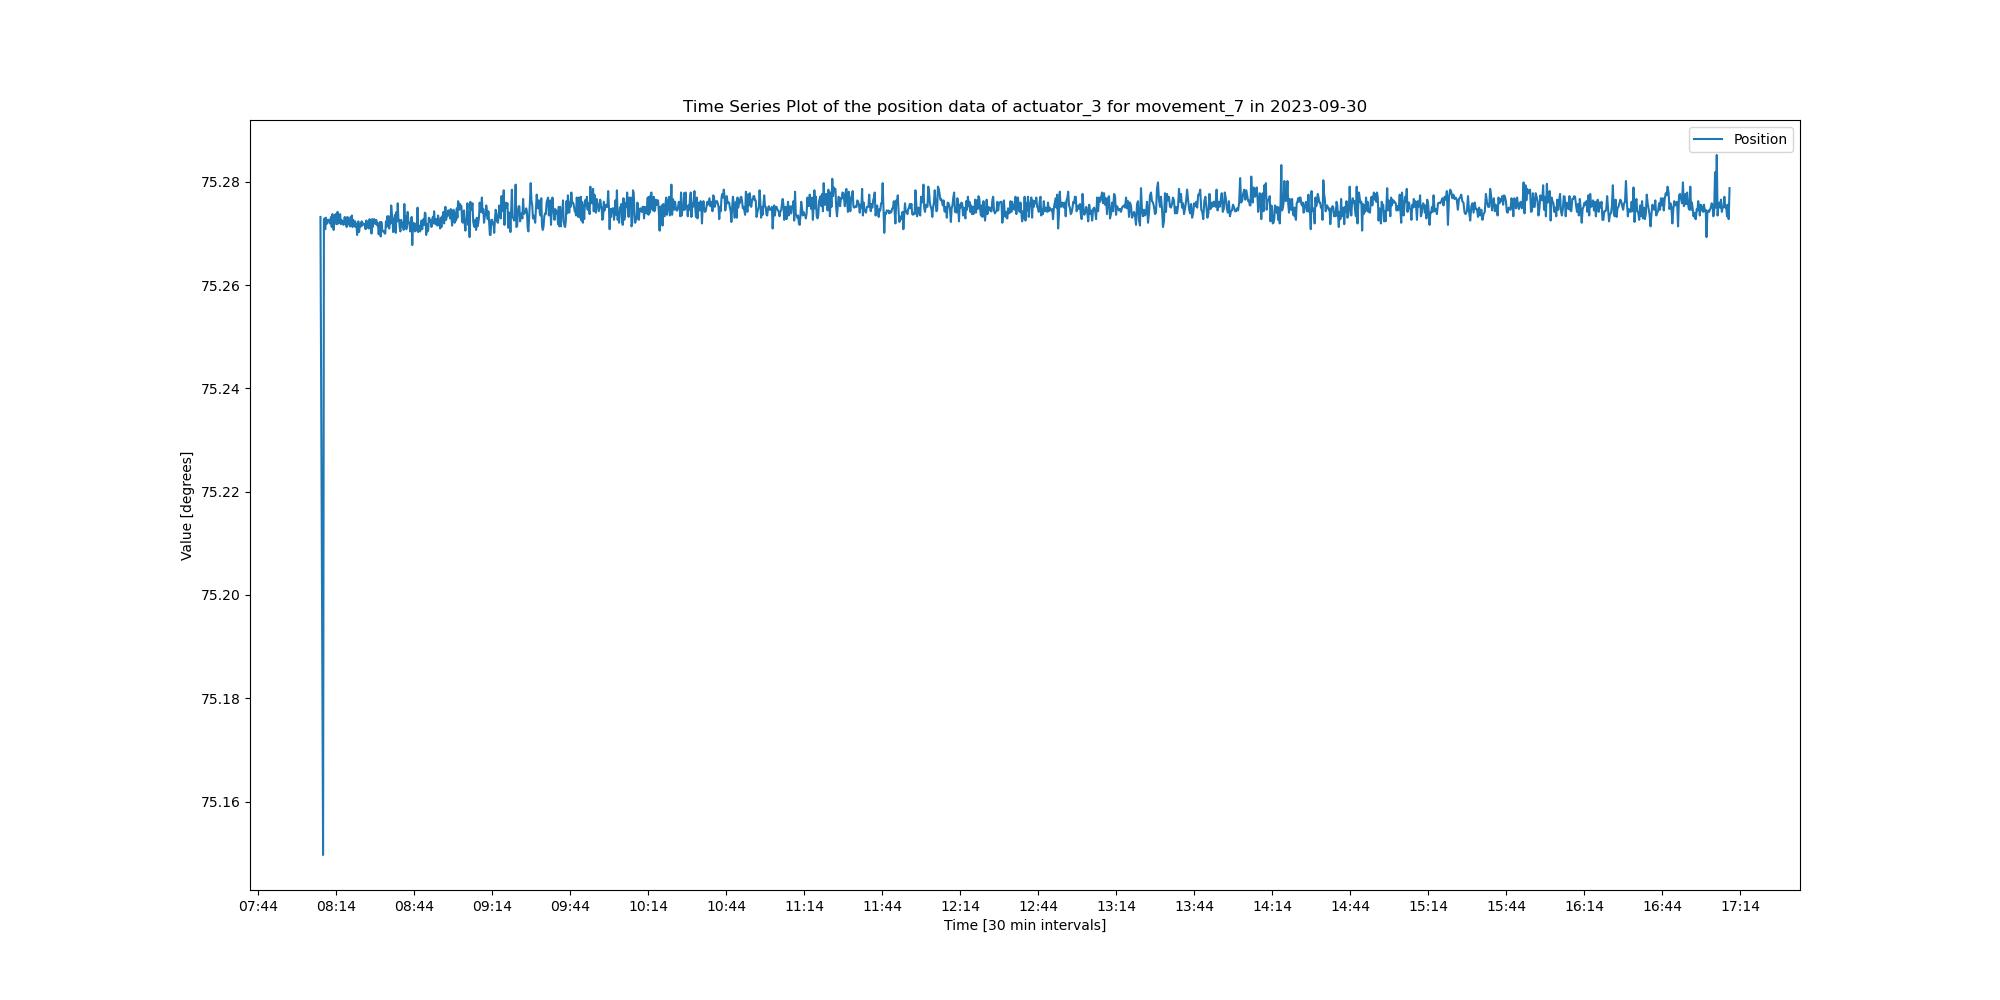 Time Series Plot of the position data of actuator_3 for movement_7 in 2023-09-30
Position
75.28
75.26
75.24
75.22
75.20
75.18
75.16
Value [degrees]
07:44 08:14 08:44 09:14 09:44 10:14 10:44 11:14 11:44 12:14 12:44 13:14 13:44 14:14 14:44 15:14 15:44 16:14 16:44 17:14
Time [30 min intervals]